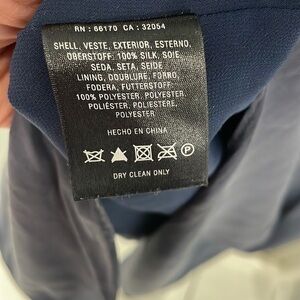 RN : 66170 CA : 32054
SHELL, VESTE, EXTERIOR, ESTERNO,
OBERSTOFF: 100% SILK, SOIE,
SEDA, SETA, SEIDE
LINING, DOUBLURE, FORRO,
FODERA, FUTTERSTOFF:
100% POLYESTER, POLYESTER,
POLIÉSTER, POLIESTERE,
POLYESTER
HECHO EN CHINA
P
DRY CLEAN ONLY